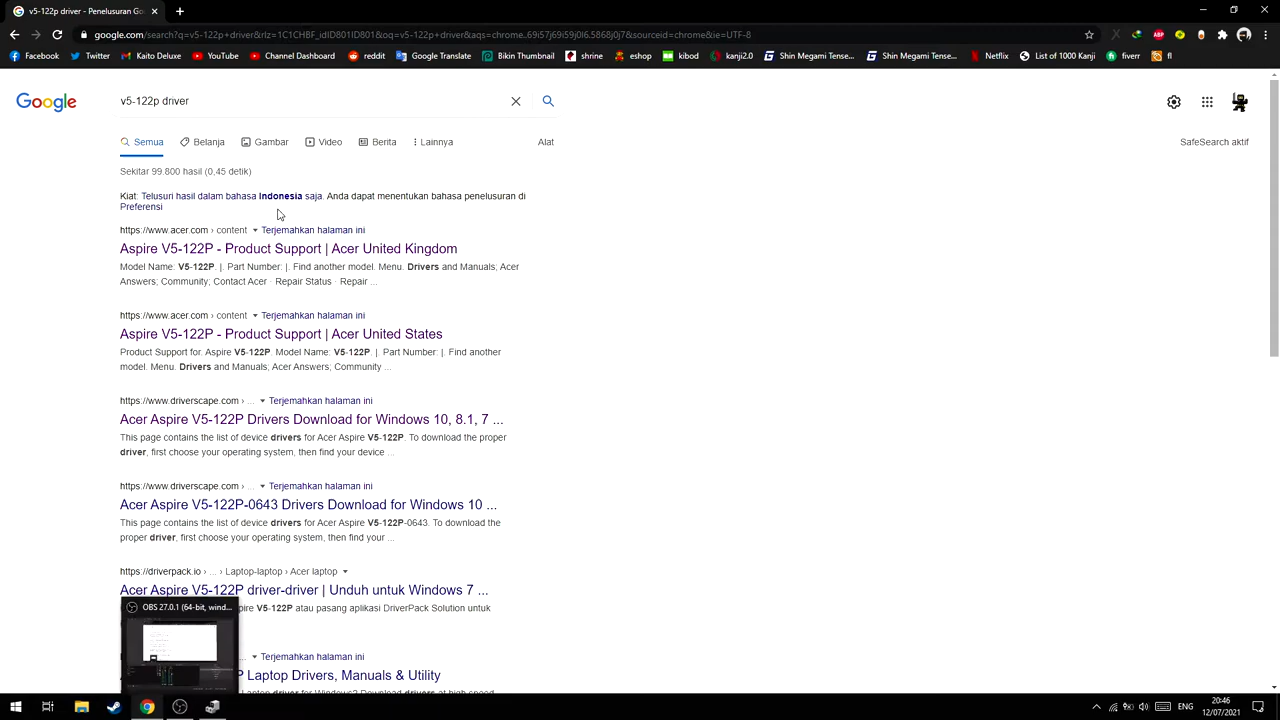 v5-122p driver - Penelusuran Goo
google.com/search?q=v5-122p+driver&rlz=1C1CHBF_idID801ID801&oq=v5-122p+driver&aqs=chrome..69i57j69i59j0l6.5868j0j7&sourceid=chrome&ie=UTF-8
ABP
Facebook Twitter Kaito Deluxe YouTube Channel Dashboard reddit Google Translate Bikin Thumbnail shrine eshop kibod kanji2.0 Shin Megami Tense... Shin Megami Tense... Netflix List of 1000 Kanji fiverr fl
Google
v5-122p driver
Semua Belanja Gambar Video Berita Lainnya Alat SafeSearch aktif
Sekitar 99.800 hasil (0,45 detik)
Kiat: Telusuri hasil dalam bahasa Indonesia saja. Anda dapat menentukan bahasa penelusuran di
Preferensi
https://www.acer.com › content Terjemahkan halaman ini
Aspire V5-122P - Product Support | Acer United Kingdom
Model Name: V5-122P. |. Part Number: |. Find another model. Menu. Drivers and Manuals; Acer
Answers; Community; Contact Acer · Repair Status · Repair ...
https://www.acer.com › content Terjemahkan halaman ini
Aspire V5-122P - Product Support | Acer United States
Product Support for. Aspire V5-122P. Model Name: V5-122P. |. Part Number: |. Find another
model. Menu. Drivers and Manuals; Acer Answers; Community ...
https://www.driverscape.com › ... Terjemahkan halaman ini
Acer Aspire V5-122P Drivers Download for Windows 10, 8.1, 7 ...
This page contains the list of device drivers for Acer Aspire V5-122P. To download the proper
driver, first choose your operating system, then find your device ...
https://www.driverscape.com › ... Terjemahkan halaman ini
Acer Aspire V5-122P-0643 Drivers Download for Windows 10 ...
This page contains the list of device drivers for Acer Aspire V5-122P-0643. To download the
proper driver, first choose your operating system, then find your ...
https://driverpack.io › ... › Laptop-laptop › Acer laptop
Acer Aspire V5-122P driver-driver | Unduh untuk Windows 7 ...
OBS 27.0.1 (64-bit, wind...
pire V5-122P atau pasang aplikasi DriverPack Solution untuk
... Terjemahkan halaman ini
P Laptop Drivers, Manuals & Utility
ENG
20:46
12/07/2021